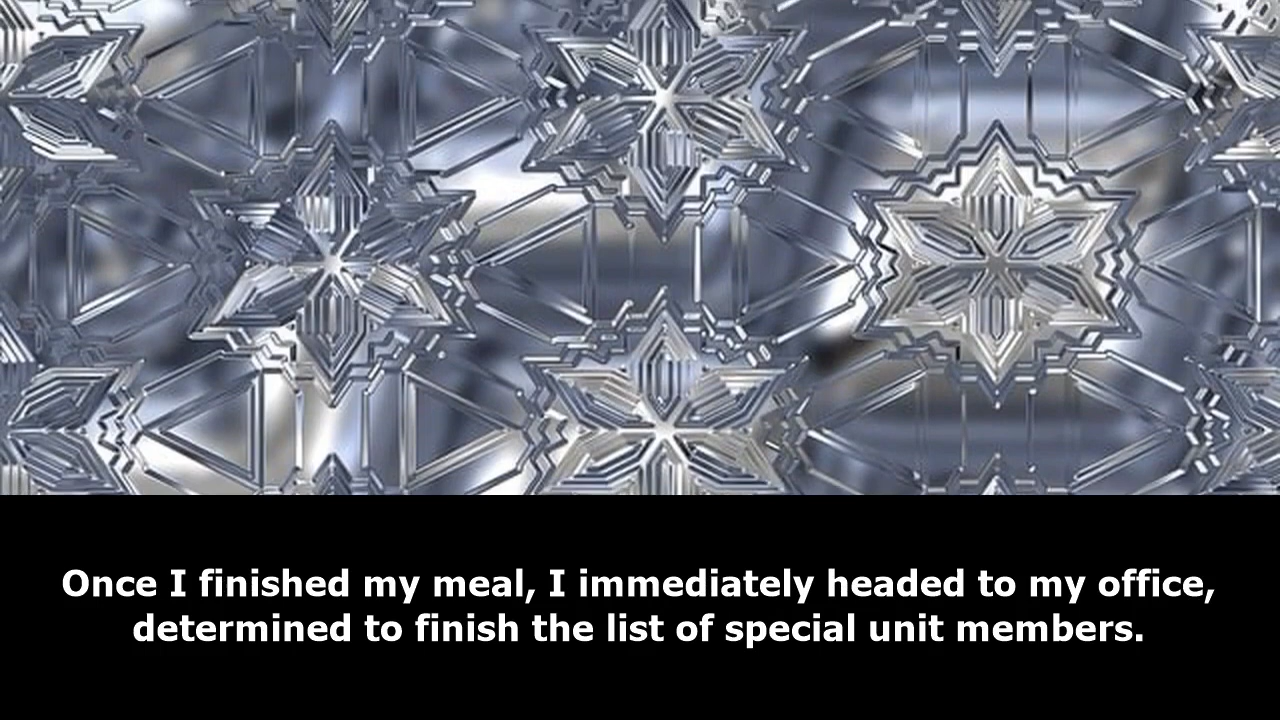 Once I finished my meal, I immediately headed to my office,
determined to finish the list of special unit members.